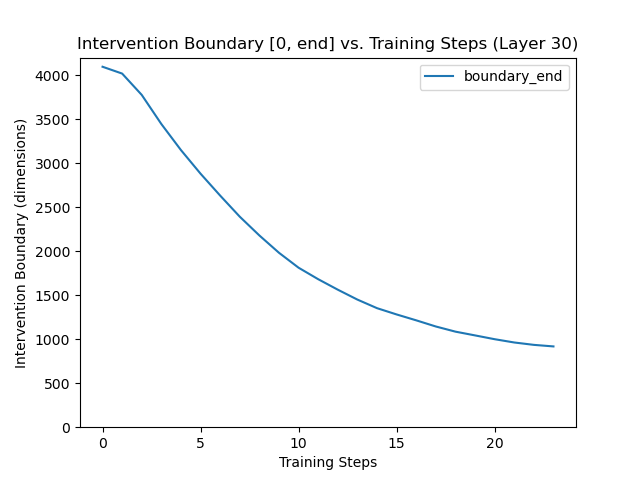 Intervention Boundary [0, end] vs. Training Steps (Layer 30)
boundary_end
Intervention Boundary (dimensions)
4000
3500
3000
2500
2000
1500
1000
500
0
0 5 10 15 20
Training Steps